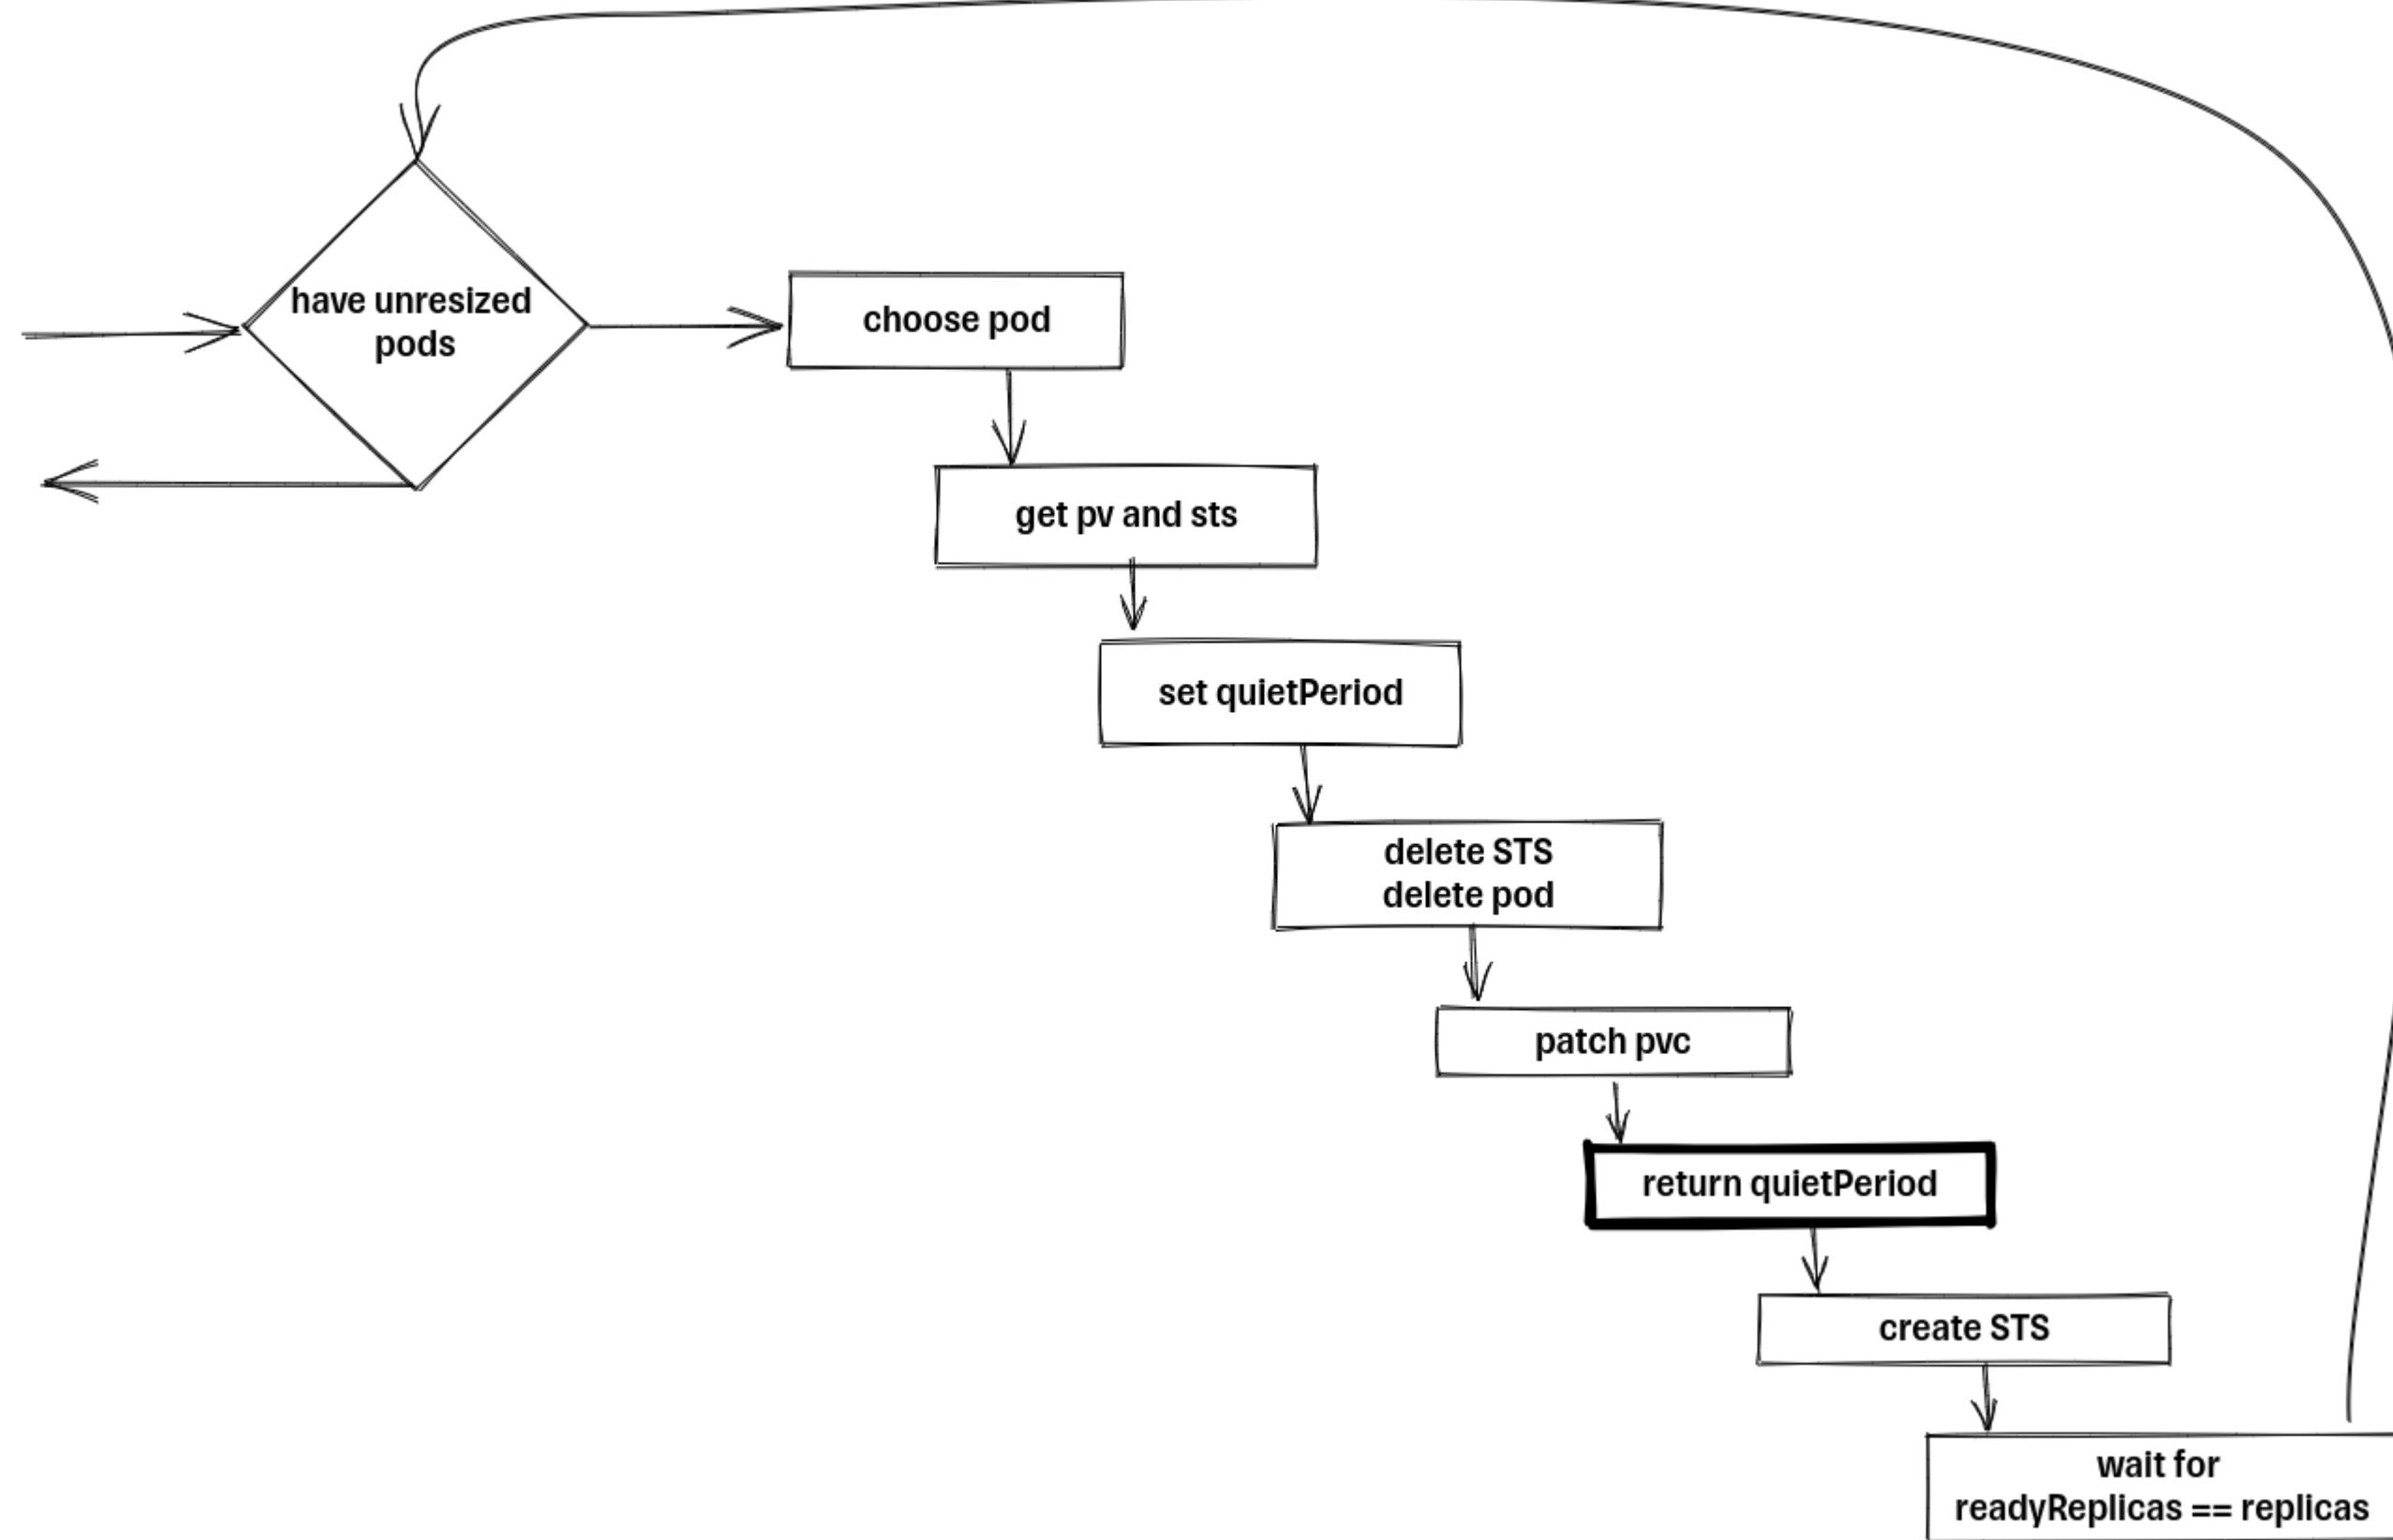 have unresized
pods
choose pod
get pv and sts
set quietPeriod
delete STS
delete pod
patch pvc
return quietPeriod
create STS
wait for
readyReplicas == replicas